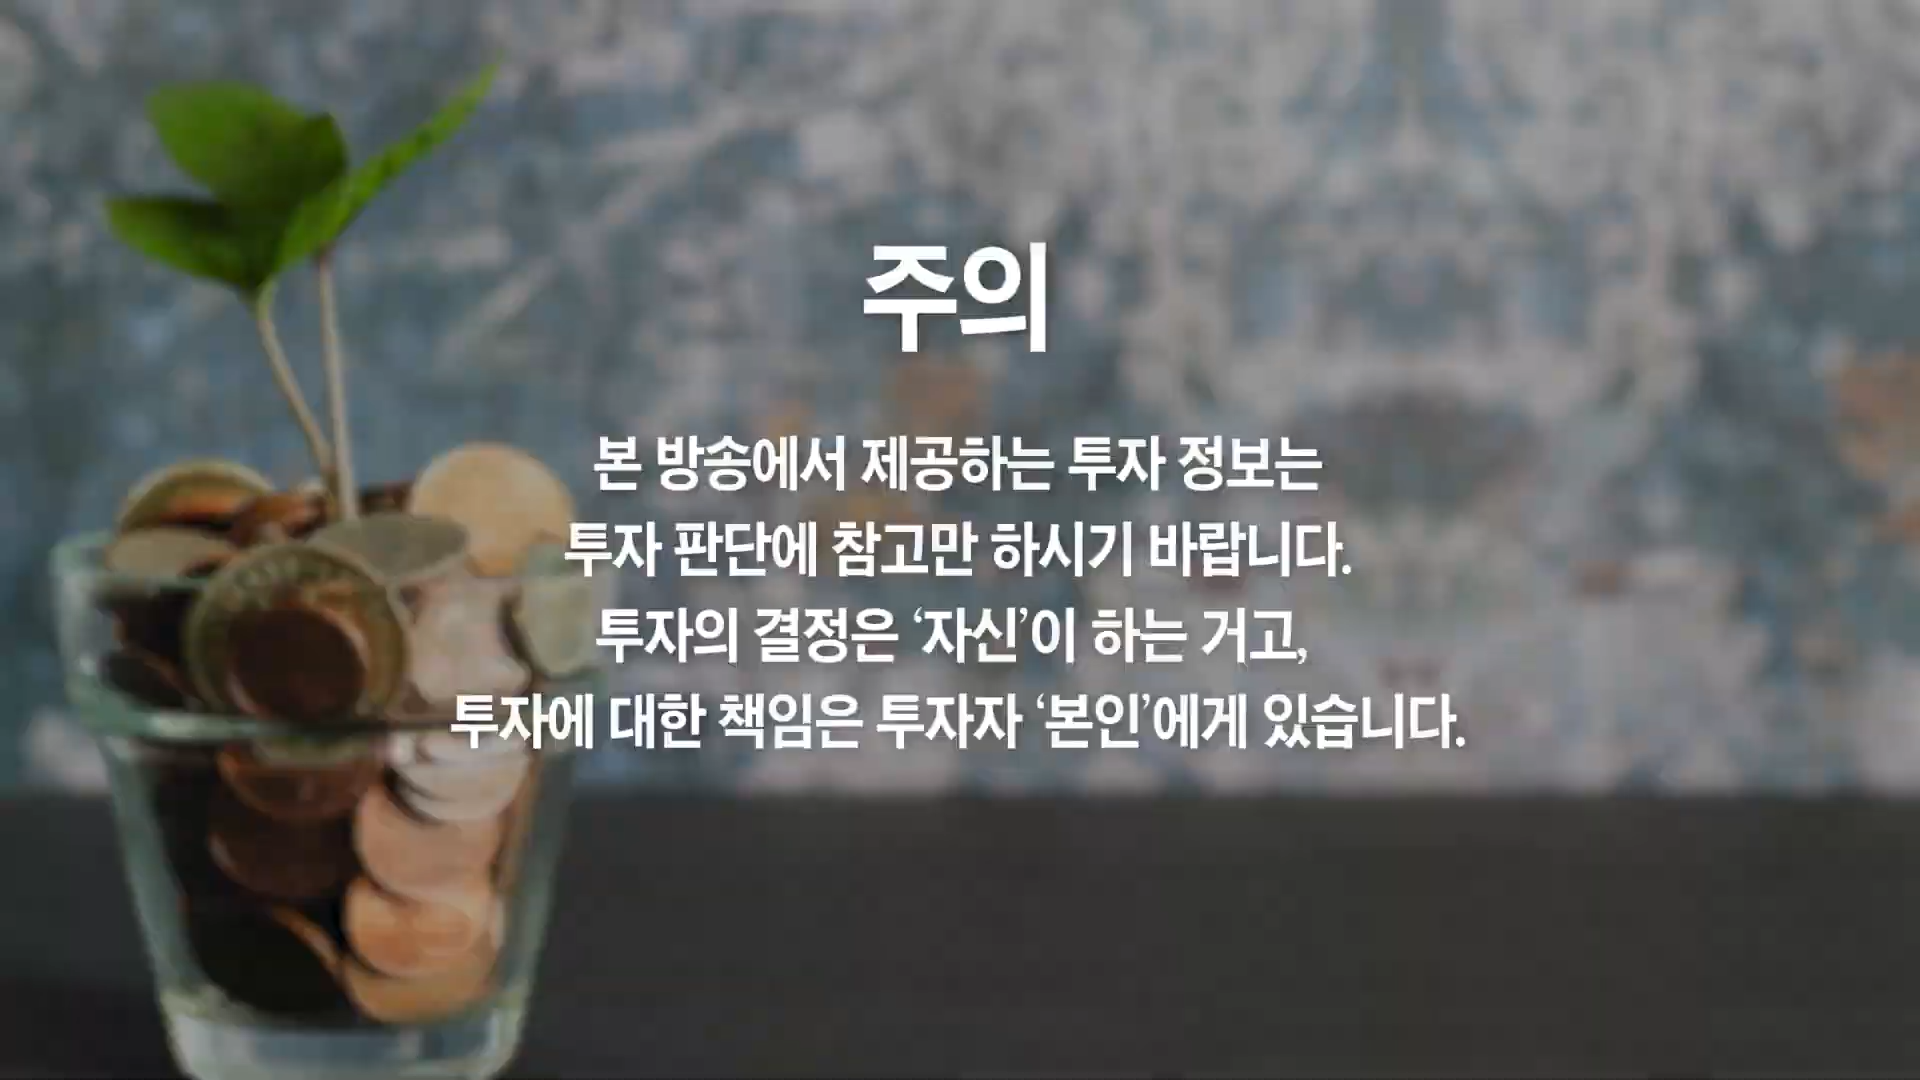 주의
본 방송에서 제공하는 투자 정보는
투자 판단에 참고만 하시기 바랍니다.
투자의 결정은 ‘자신’이 하는 거고,
투자에 대한 책임은 투자자 ‘본인’에게 있습니다.